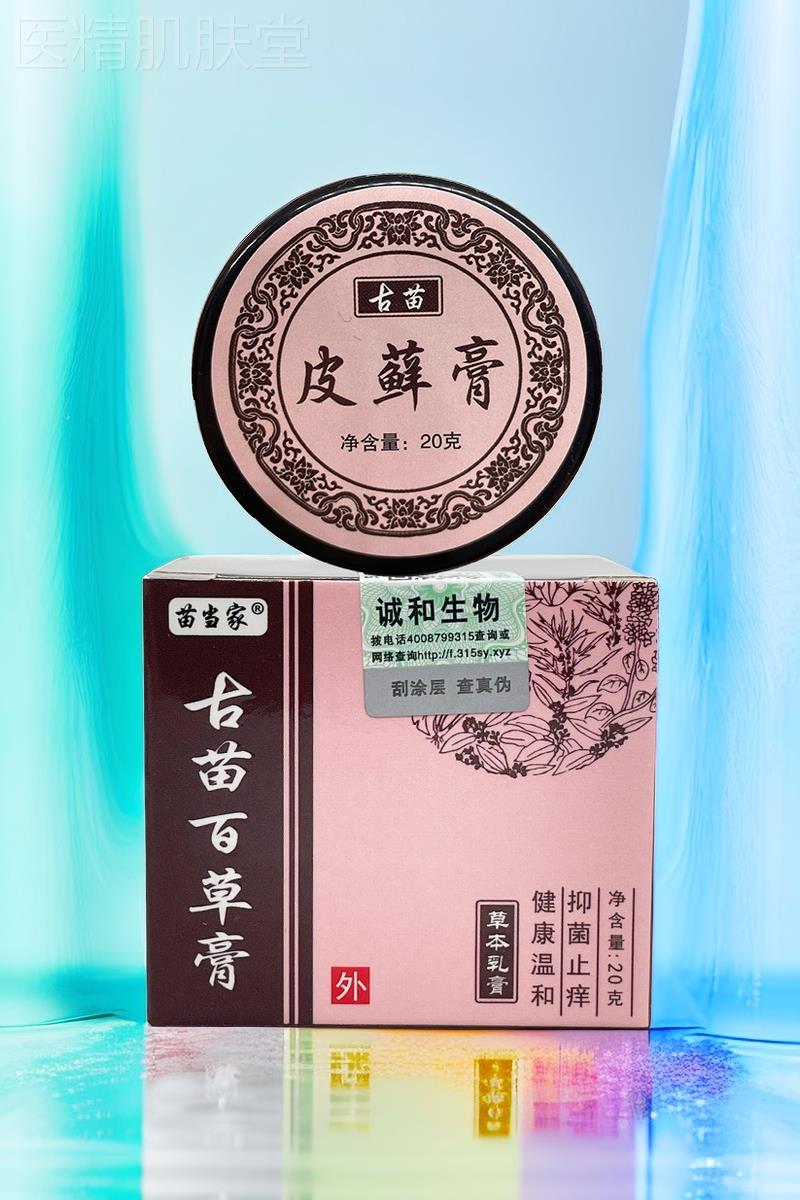 医精肌肤堂
古苗
皮藓膏
净含量：20克
苗当家®
诚和生物
拨电话4008799315查询或
网络查询http://f.315sy.xyz
刮涂层 查真伪
古苗百草膏
外
草本乳膏
健康温和
抑菌止痒
净含量:20克